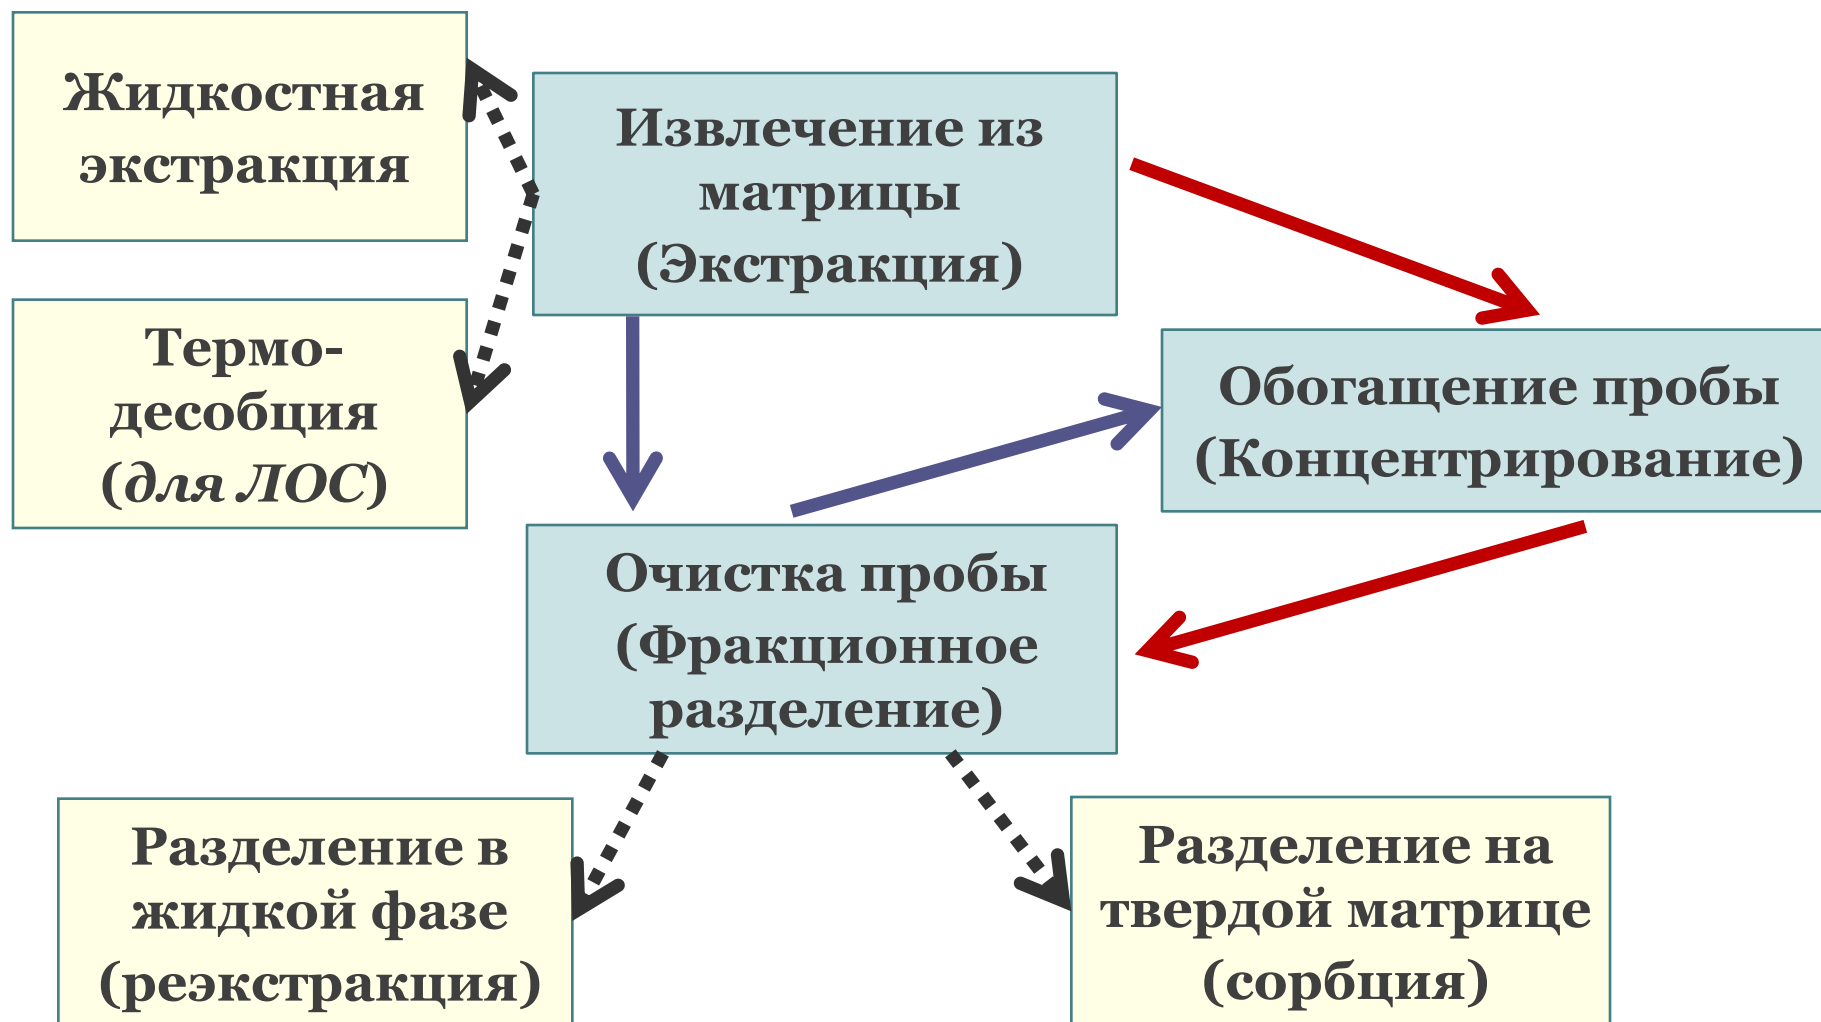 Жидкостная
экстракция
Извлечение из
матрицы
(Экстракция)
Термо-
десобция
(для ЛОС)
Обогащение пробы
(Концентрирование)
Очистка пробы
(Фракционное
разделение)
Разделение в
жидкой фазе
(реэкстракция)
Разделение на
твердой матрице
(сорбция)